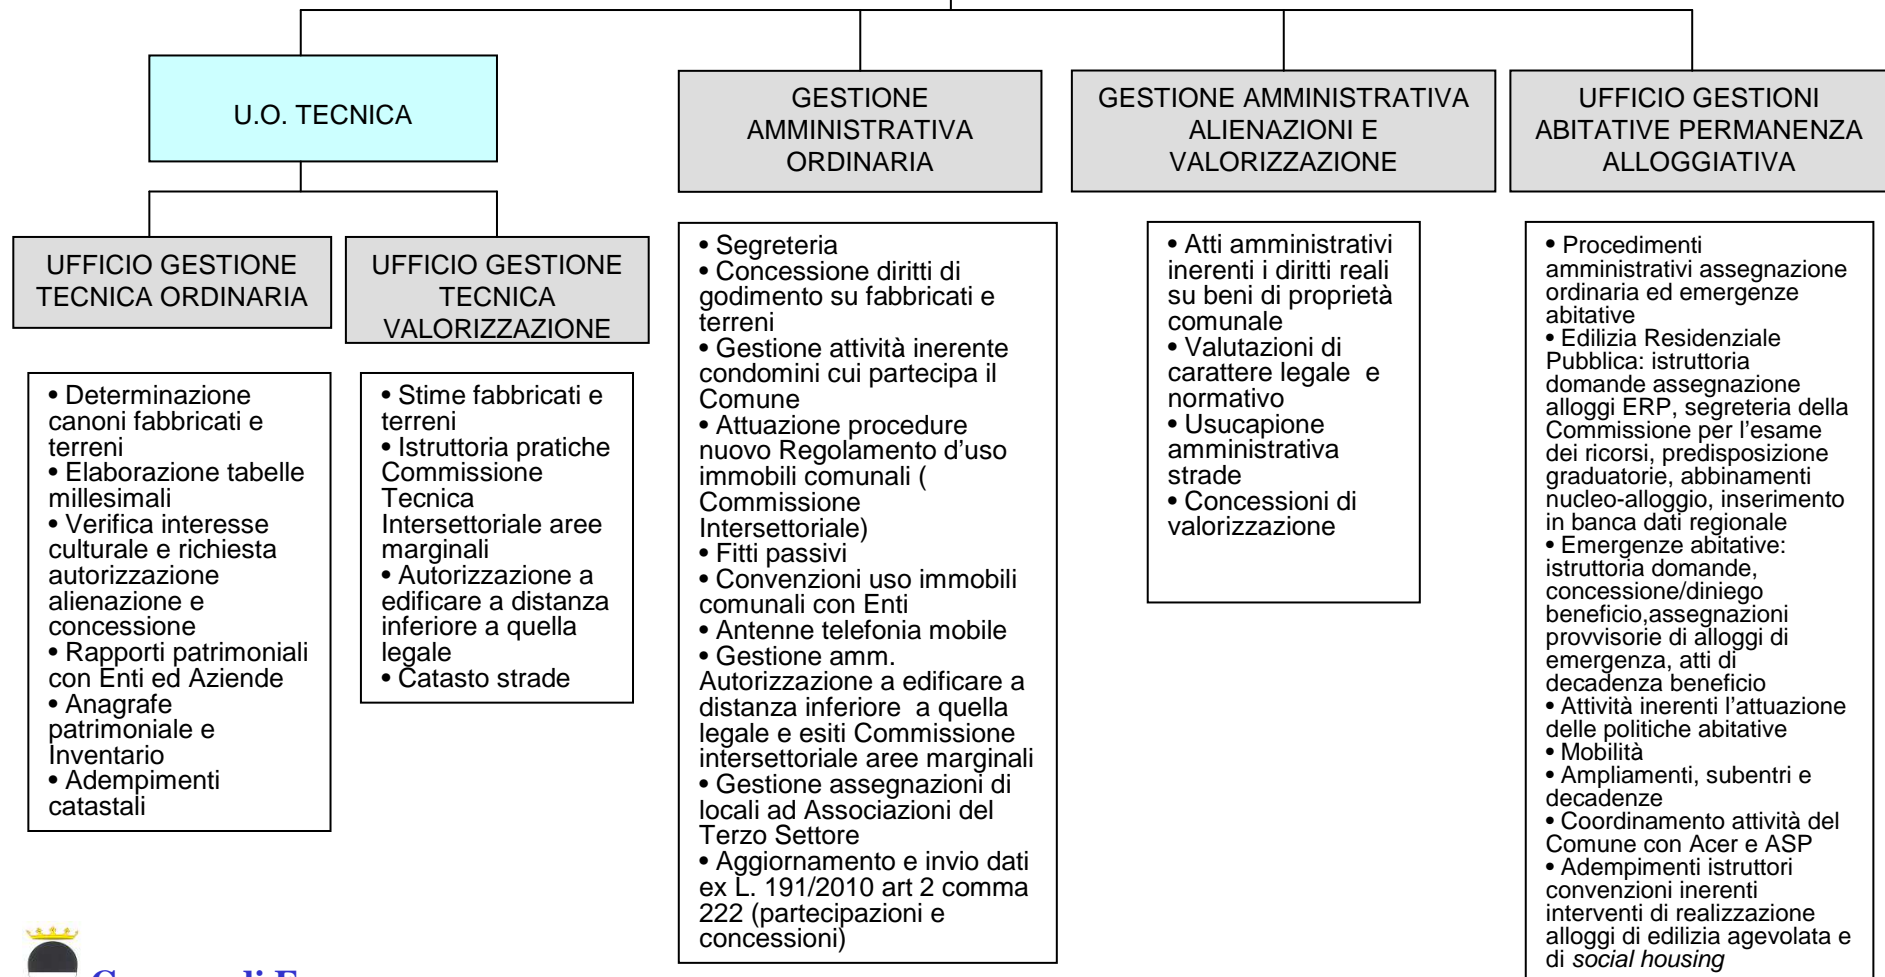 U.O. TECNICA
GESTIONE
AMMINISTRATIVA
ORDINARIA
GESTIONE AMMINISTRATIVA
ALIENAZIONI E
VALORIZZAZIONE
UFFICIO GESTIONI
ABITATIVE PERMANENZA
ALLOGGIATIVA
UFFICIO GESTIONE
TECNICA ORDINARIA
UFFICIO GESTIONE
TECNICA
VALORIZZAZIONE
• Determinazione
canoni fabbricati e
terreni
• Elaborazione tabelle
millesimali
• Verifica interesse
culturale e richiesta
autorizzazione
alienazione e
concessione
• Rapporti patrimoniali
con Enti ed Aziende
• Anagrafe
patrimoniale e
Inventario
• Adempimenti
catastali
• Stime fabbricati e
terreni
• Istruttoria pratiche
Commissione
Tecnica
Intersettoriale aree
marginali
• Autorizzazione a
edificare a distanza
inferiore a quella
legale
• Catasto strade
• Segreteria
• Concessione diritti di
godimento su fabbricati e
terreni
• Gestione attività inerente
condomini cui partecipa il
Comune
• Attuazione procedure
nuovo Regolamento d'uso
immobili comunali (
Commissione
Intersettoriale)
• Fitti passivi
• Convenzioni uso immobili
comunali con Enti
• Antenne telefonia mobile
• Gestione amm.
Autorizzazione a edificare a
distanza inferiore a quella
legale e esiti Commissione
intersettoriale aree marginali
• Gestione assegnazioni di
locali ad Associazioni del
Terzo Settore
• Aggiornamento e invio dati
ex L. 191/2010 art 2 comma
222 (partecipazioni e
concessioni)
• Atti amministrativi
inerenti i diritti reali
su beni di proprietà
comunale
• Valutazioni di
carattere legale e
normativo
• Usucapione
amministrativa
strade
• Concessioni di
valorizzazione
• Procedimenti
amministrativi assegnazione
ordinaria ed emergenze
abitative
• Edilizia Residenziale
Pubblica: istruttoria
domande assegnazione
alloggi ERP, segreteria della
Commissione per l'esame
dei ricorsi, predisposizione
graduatorie, abbinamenti
nucleo-alloggio, inserimento
in banca dati regionale
• Emergenze abitative:
istruttoria domande,
concessione/diniego
beneficio,assegnazioni
provvisorie di alloggi di
emergenza, atti di
decadenza beneficio
• Attività inerenti l'attuazione
delle politiche abitative
• Mobilità
• Ampliamenti, subentri e
decadenze
• Coordinamento attività del
Comune con Acer e ASP
• Adempimenti istruttori
convenzioni inerenti
interventi di realizzazione
alloggi di edilizia agevolata e
di social housing